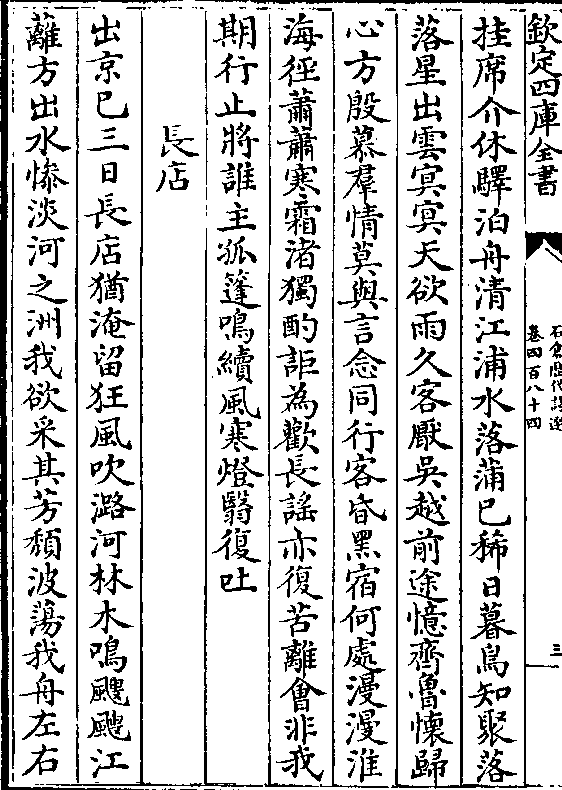 欽定四庫全書
石倉歷代詩選
卷四百八十四
三
挂席介休驛泊舟清江浦水落蒲已稀日暮鳥知聚落
落星出雲冥冥天欲雨久客厭吳越前途憶齊魯懷歸
心方殷慕羣情莫與言念同行客昏黑宿何處漫漫淮
海徑蕭蕭寒霜渚獨酌詎為歡長謡亦復苦離會非我
期行止將誰主孤篷鳴續風寒燈翳復吐
長店
出京已三日長店猶淹留狂風吹潞河林木鳴颼颼江
蘺方出水慘淡河之洲我欲采其芳頽波蕩我舟左右